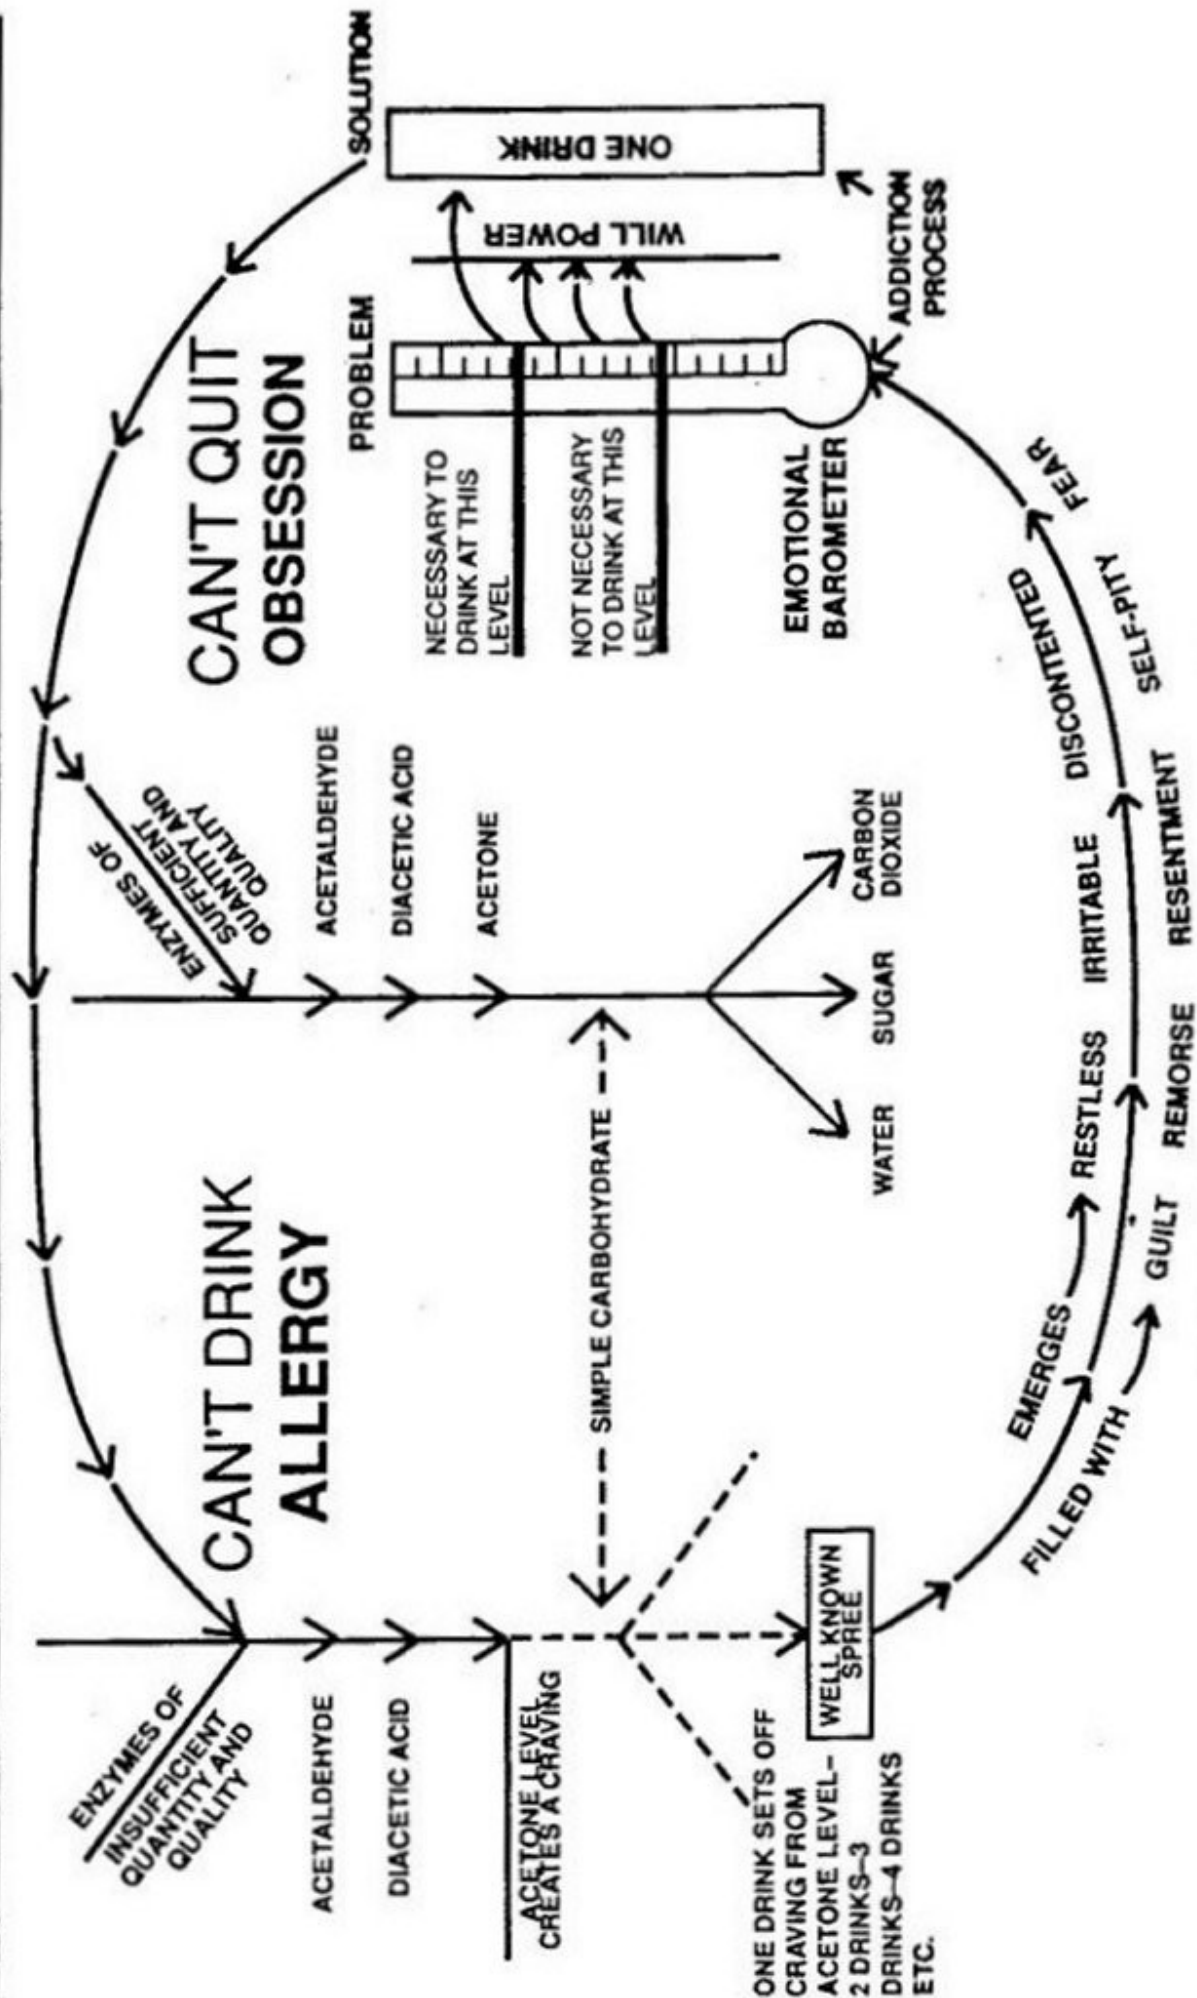 CAN'T DRINK
ALLERGY
CAN'T QUIT
OBSESSION
ENZYMES OF
INSUFFICIENT
QUANTITY AND
QUALITY
ACETALDEHYDE
DIACETIC ACID
ACETONE LEVEL
CREATES A CRAVING
ONE DRINK SETS OFF
CRAVING FROM
ACETONE LEVEL–
2 DRINKS–3
DRINKS–4 DRINKS
ETC.
WELL KNOWN
SPREE
SIMPLE CARBOHYDRATE
ENZYMES OF
SUFFICIENT
QUANTITY AND
QUALITY
ACETALDEHYDE
DIACETIC ACID
ACETONE
WATER
SUGAR
CARBON
DIOXIDE
PROBLEM
SOLUTION
NECESSARY TO
DRINK AT THIS
LEVEL
NOT NECESSARY
TO DRINK AT THIS
LEVEL
EMOTIONAL
BAROMETER
WILL POWER
ONE DRINK
ADDICTION
PROCESS
EMERGES
RESTLESS IRRITABLE DISCONTENTED
FILLED WITH
GUILT REMORSE RESENTMENT SELF-PITY FEAR